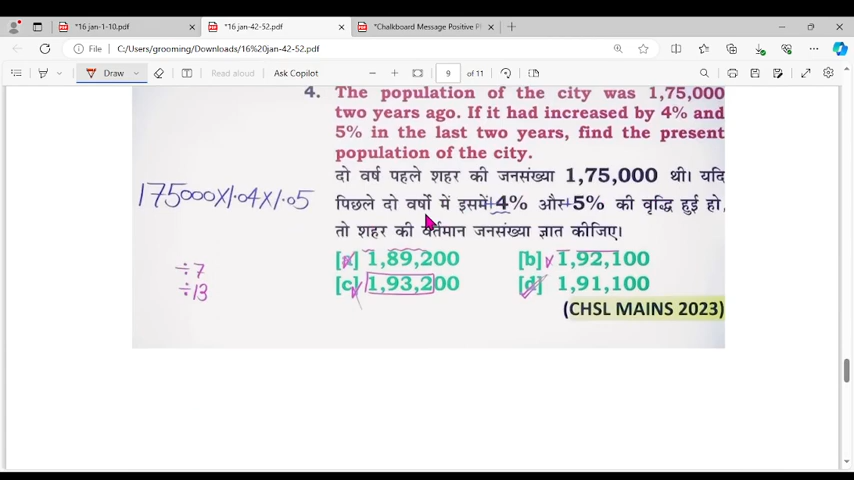 *16 jan-1-10.pdf
*16 jan-42-52.pdf
*Chalkboard Message Positive P
File
C:/Users/grooming/Downloads/16%20jan-42-52.pdf
Draw
Read aloud
Ask Copilot
9
of 11
4. The population of the city was 1,75,000
two years ago. If it had increased by 4% and
5% in the last two years, find the present
population of the city.
दो वर्ष पहले शहर की जनसंख्या 1,75,000 थी। यदि
पिछले दो वर्षों में इसमें +4% और +5% की वृद्धि हुई हो,
तो शहर की वर्तमान जनसंख्या ज्ञात कीजिए।
175000X1.04X1.05
÷7
÷13
[a] 1,89,200 [b] 1,92,100
[c] 1,93,200 [d] 1,91,100
(CHSL MAINS 2023)